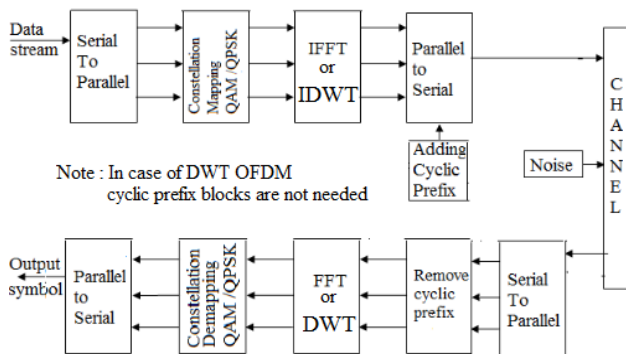 Data
stream
Serial
To
Parallel
Constellation
Mapping
QAM /QPSK
IFFT
or
IDWT
Parallel
to
Serial
Adding
Cyclic
Prefix
CHANNEL
Noise
Note : In case of DWT OFDM
cyclic prefix blocks are not needed
Output
symbol
Parallel
to
Serial
Constellation
Demapping
QAM /QPSK
FFT
or
DWT
Remove
cyclic
prefix
Serial
To
Parallel